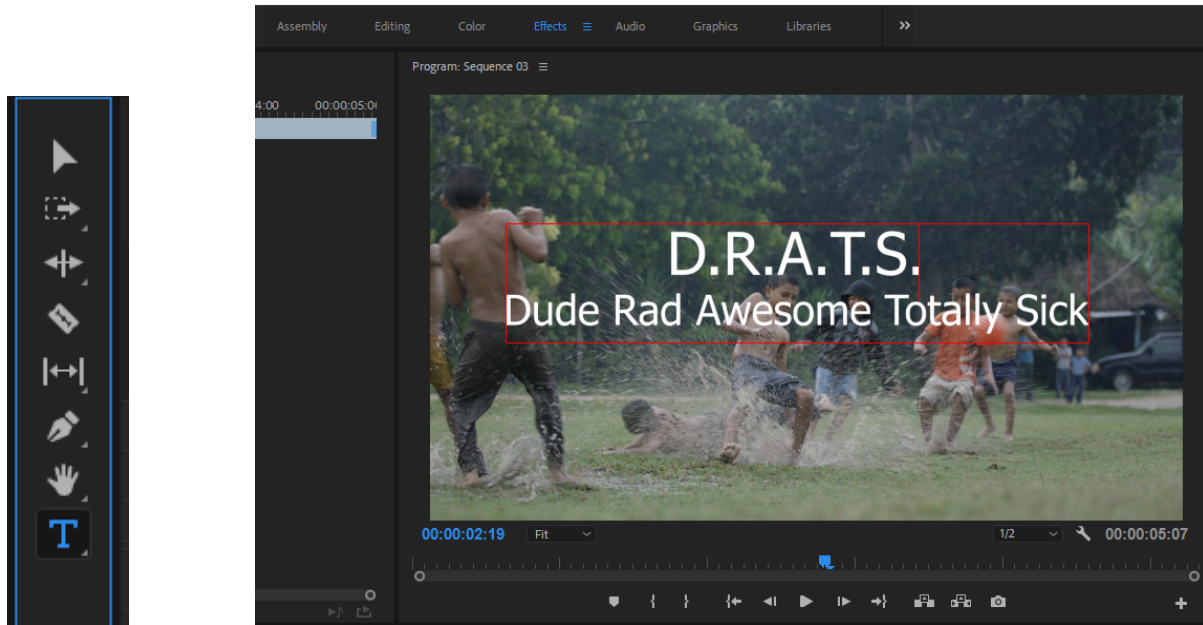 Assembly Editing Color Effects Audio Graphics Libraries
Program: Sequence 03
4:00 00:00:05:0
D.R.A.T.S.
Dude Rad Awesome Totally Sick
00:00:02:19 Fit 1/2 00:00:05:07
T